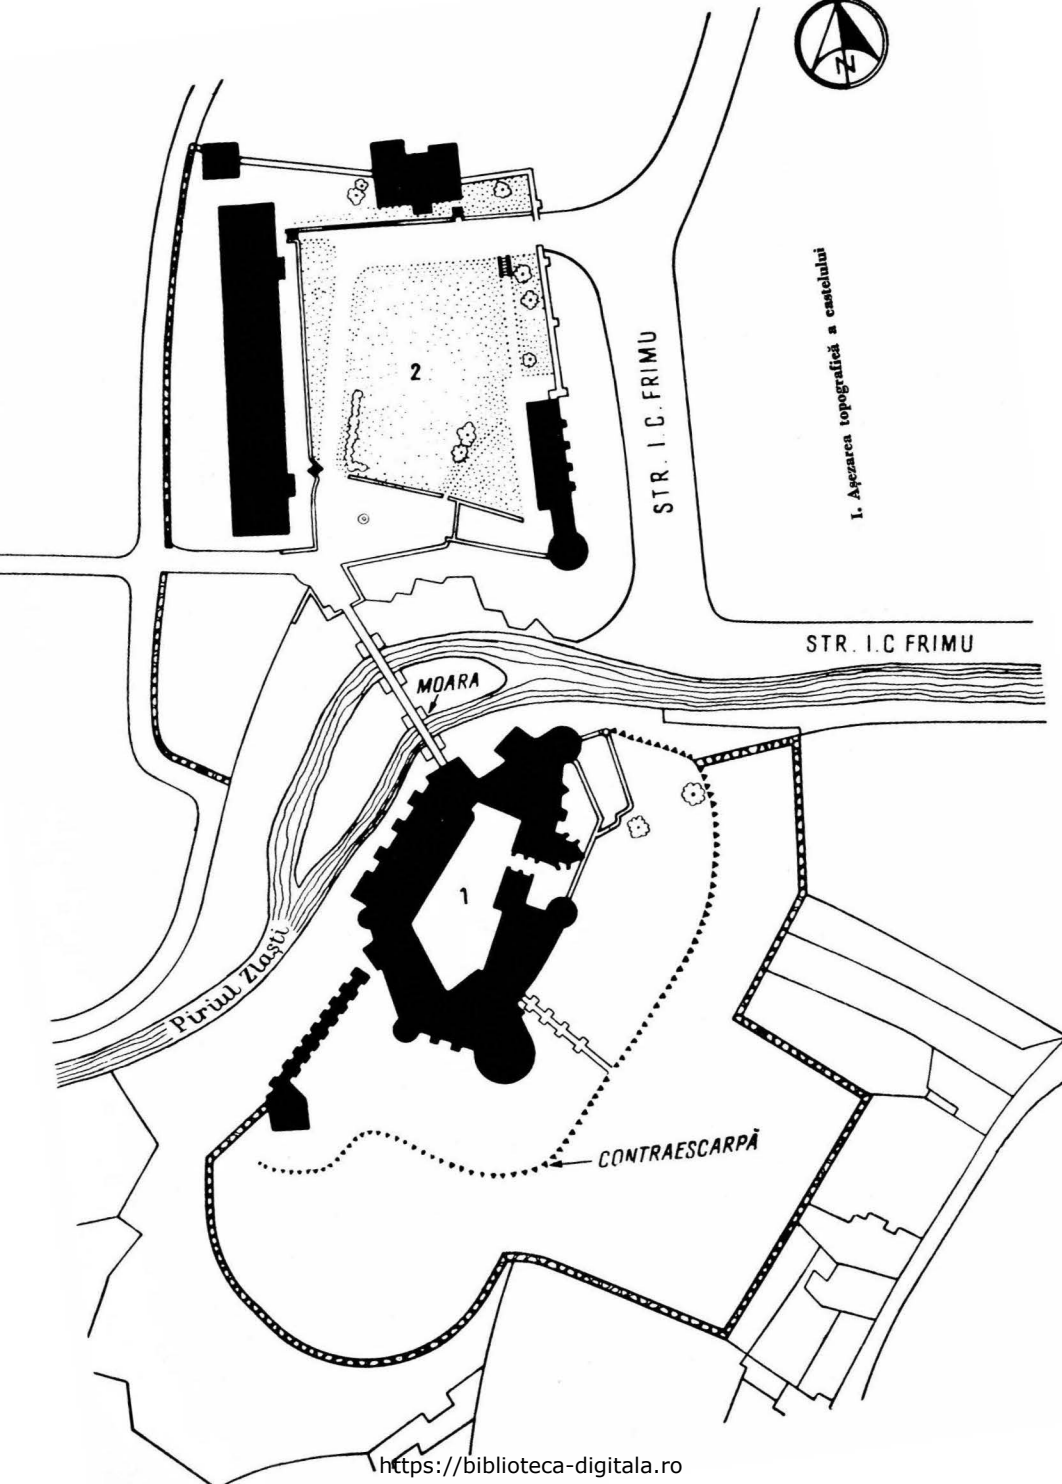 N
I. Așezarea topografică a castelului
2
STR. I.C FRIMU
STR. I.C FRIMU
MOARA
1
Pîrîul Zlaști
CONTRAESCARPĂ
https://biblioteca-digitala.ro